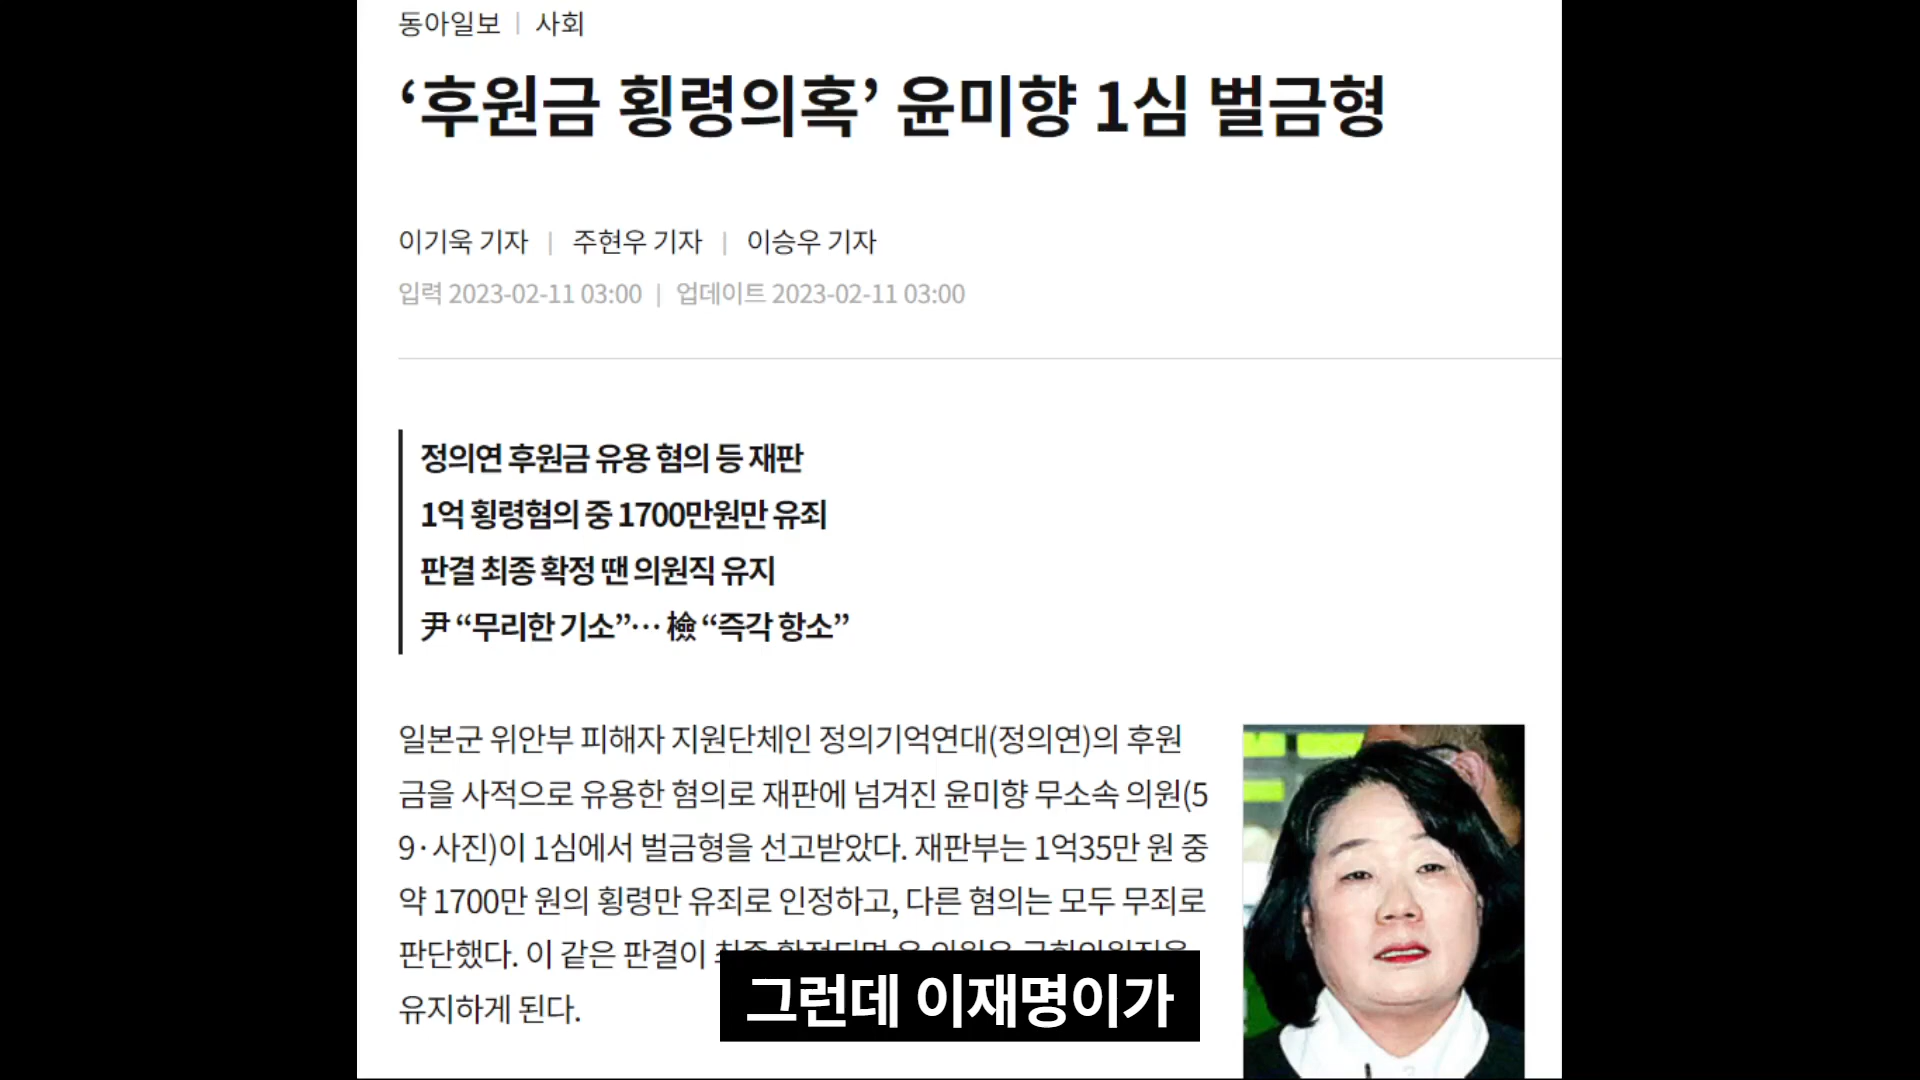 동아일보 | 사회
‘후원금 횡령의혹’ 윤미향 1심 벌금형
이기욱 기자 | 주현우 기자 | 이승우 기자
입력 2023-02-11 03:00 | 업데이트 2023-02-11 03:00
정의연 후원금 유용 혐의 등 재판
1억 횡령혐의 중 1700만원만 유죄
판결 최종 확정 땐 의원직 유지
尹 “무리한 기소”… 檢 “즉각 항소”
일본군 위안부 피해자 지원단체인 정의기억연대(정의연)의 후원
금을 사적으로 유용한 혐의로 재판에 넘겨진 윤미향 무소속 의원(5
9·사진)이 1심에서 벌금형을 선고받았다. 재판부는 1억35만 원 중
약 1700만 원의 횡령만 유죄로 인정하고, 다른 혐의는 모두 무죄로
판단했다. 이 같은 판결이
유지하게 된다.
그런데 이재명이가